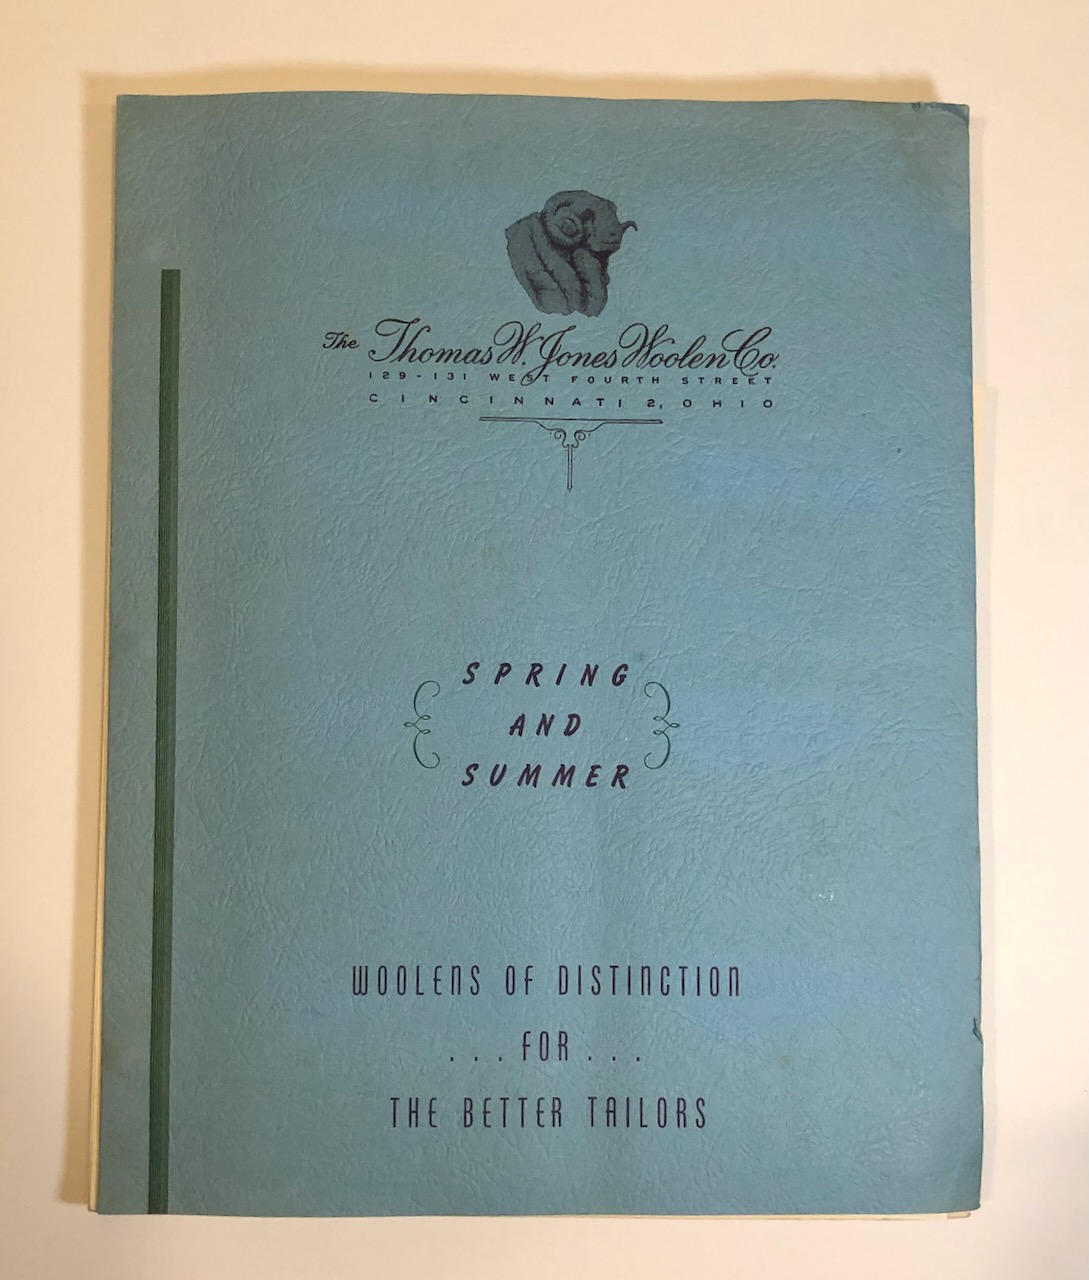 The Thomas W. Jones Woolen Co.
129-131 WEST FOURTH STREET
CINCINNATI 2, OHIO
SPRING
AND
SUMMER
WOOLENS OF DISTINCTION
...FOR...
THE BETTER TAILORS